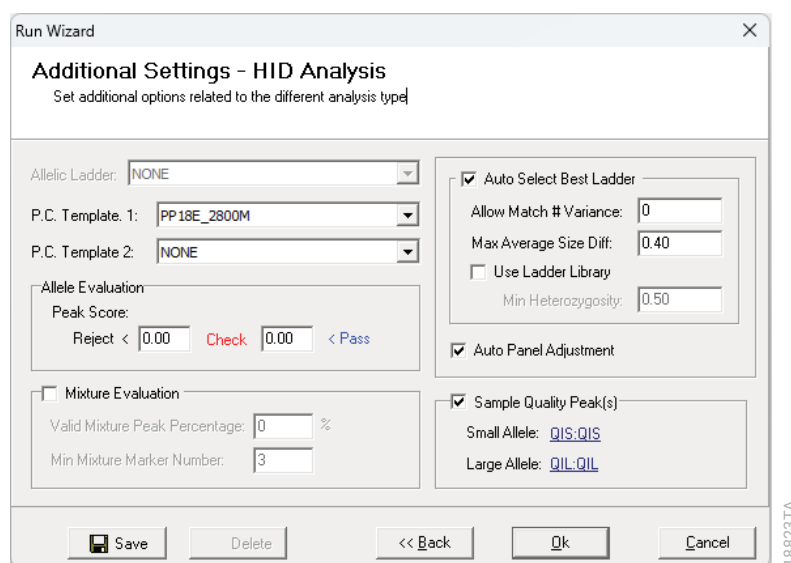 Run Wizard
Additional Settings - HID Analysis
Set additional options related to the different analysis type
Allelic Ladder: NONE
P.C. Template. 1: PP18E_2800M
P.C. Template 2: NONE
Allele Evaluation
Peak Score:
Reject < 0.00 Check 0.00 < Pass
Mixture Evaluation
Valid Mixture Peak Percentage: 0 %
Min Mixture Marker Number: 3
Auto Select Best Ladder
Allow Match # Variance: 0
Max Average Size Diff: 0.40
Use Ladder Library
Min Heterozygosity: 0.50
Auto Panel Adjustment
Sample Quality Peak(s)
Small Allele: QIS:QIS
Large Allele: QIL:QIL
Save Delete << Back Ok Cancel